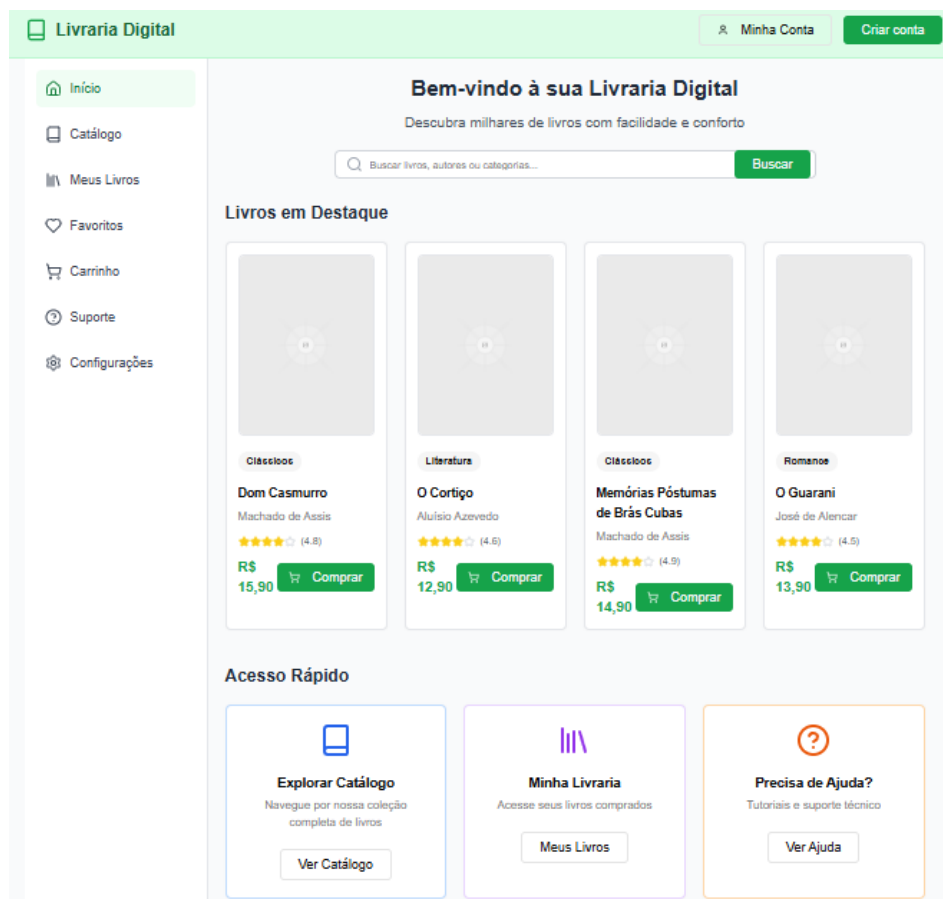 Livraria Digital
Minha Conta
Criar conta
Início
Catálogo
Meus Livros
Favoritos
Carrinho
Suporte
Configurações
Bem-vindo à sua Livraria Digital
Descubra milhares de livros com facilidade e conforto
Buscar livros, autores ou categorias...
Buscar
Livros em Destaque
Clássicos
Dom Casmurro
Machado de Assis
(4.8)
R$
15,90
Comprar
Literatura
O Cortiço
Aluísio Azevedo
(4.6)
R$
12,90
Comprar
Clássicos
Memórias Póstumas
de Brás Cubas
Machado de Assis
(4.9)
R$
14,90
Comprar
Romance
O Guarani
José de Alencar
(4.5)
R$
13,90
Comprar
Acesso Rápido
Explorar Catálogo
Navegue por nossa coleção
completa de livros
Ver Catálogo
Minha Livraria
Acesse seus livros comprados
Meus Livros
Precisa de Ajuda?
Tutoriais e suporte técnico
Ver Ajuda